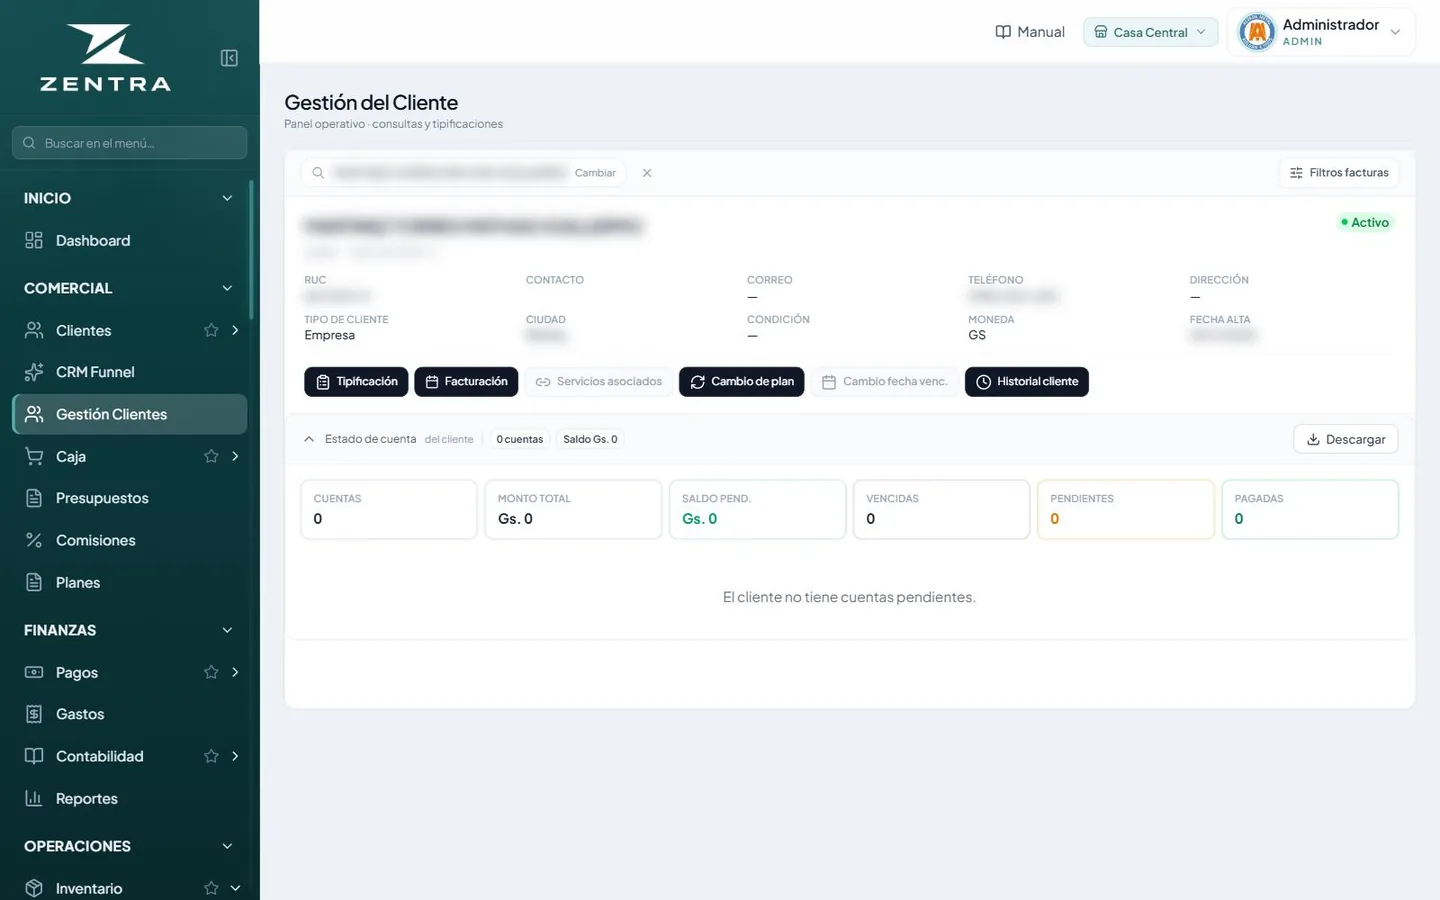 ZENTRA
Manual
Casa Central
Administrador
ADMIN
Buscar en el menú...
INICIO
Dashboard
COMERCIAL
Clientes
CRM Funnel
Gestión Clientes
Caja
Presupuestos
Comisiones
Planes
FINANZAS
Pagos
Gastos
Contabilidad
Reportes
OPERACIONES
Inventario
Gestión del Cliente
Panel operativo · consultas y tipificaciones
Cambiar
Filtros facturas
Activo
RUC CONTACTO CORREO TELÉFONO DIRECCIÓN
— —
TIPO DE CLIENTE CIUDAD CONDICIÓN MONEDA FECHA ALTA
Empresa — GS
Tipificación Facturación Servicios asociados Cambio de plan Cambio fecha venc. Historial cliente
Estado de cuenta del cliente 0 cuentas Saldo Gs. 0 Descargar
CUENTAS MONTO TOTAL SALDO PEND. VENCIDAS PENDIENTES PAGADAS
0 Gs. 0 Gs. 0 0 0 0
El cliente no tiene cuentas pendientes.